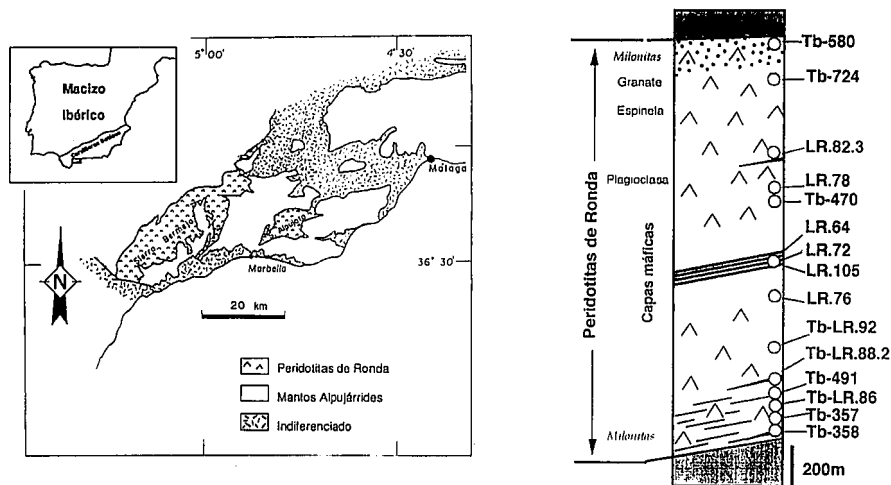 5° 00'
4° 30'
Macizo
Ibérico
Málaga
Sierra Bermeja
Alpujata
Marbella
36° 30'
N
20 km
Peridotitas de Ronda
Mantos Alpujárrides
Indiferenciado
Peridotitas de Ronda
Milonitas
Granate
Espinela
Plagioclasa
Capas máficas
Milonitas
Tb-580
Tb-724
LR.82.3
LR.78
Tb-470
LR.64
LR.72
LR.105
LR.76
Tb-LR.92
Tb-LR.88.2
Tb-491
Tb-LR.86
Tb-357
Tb-358
200m